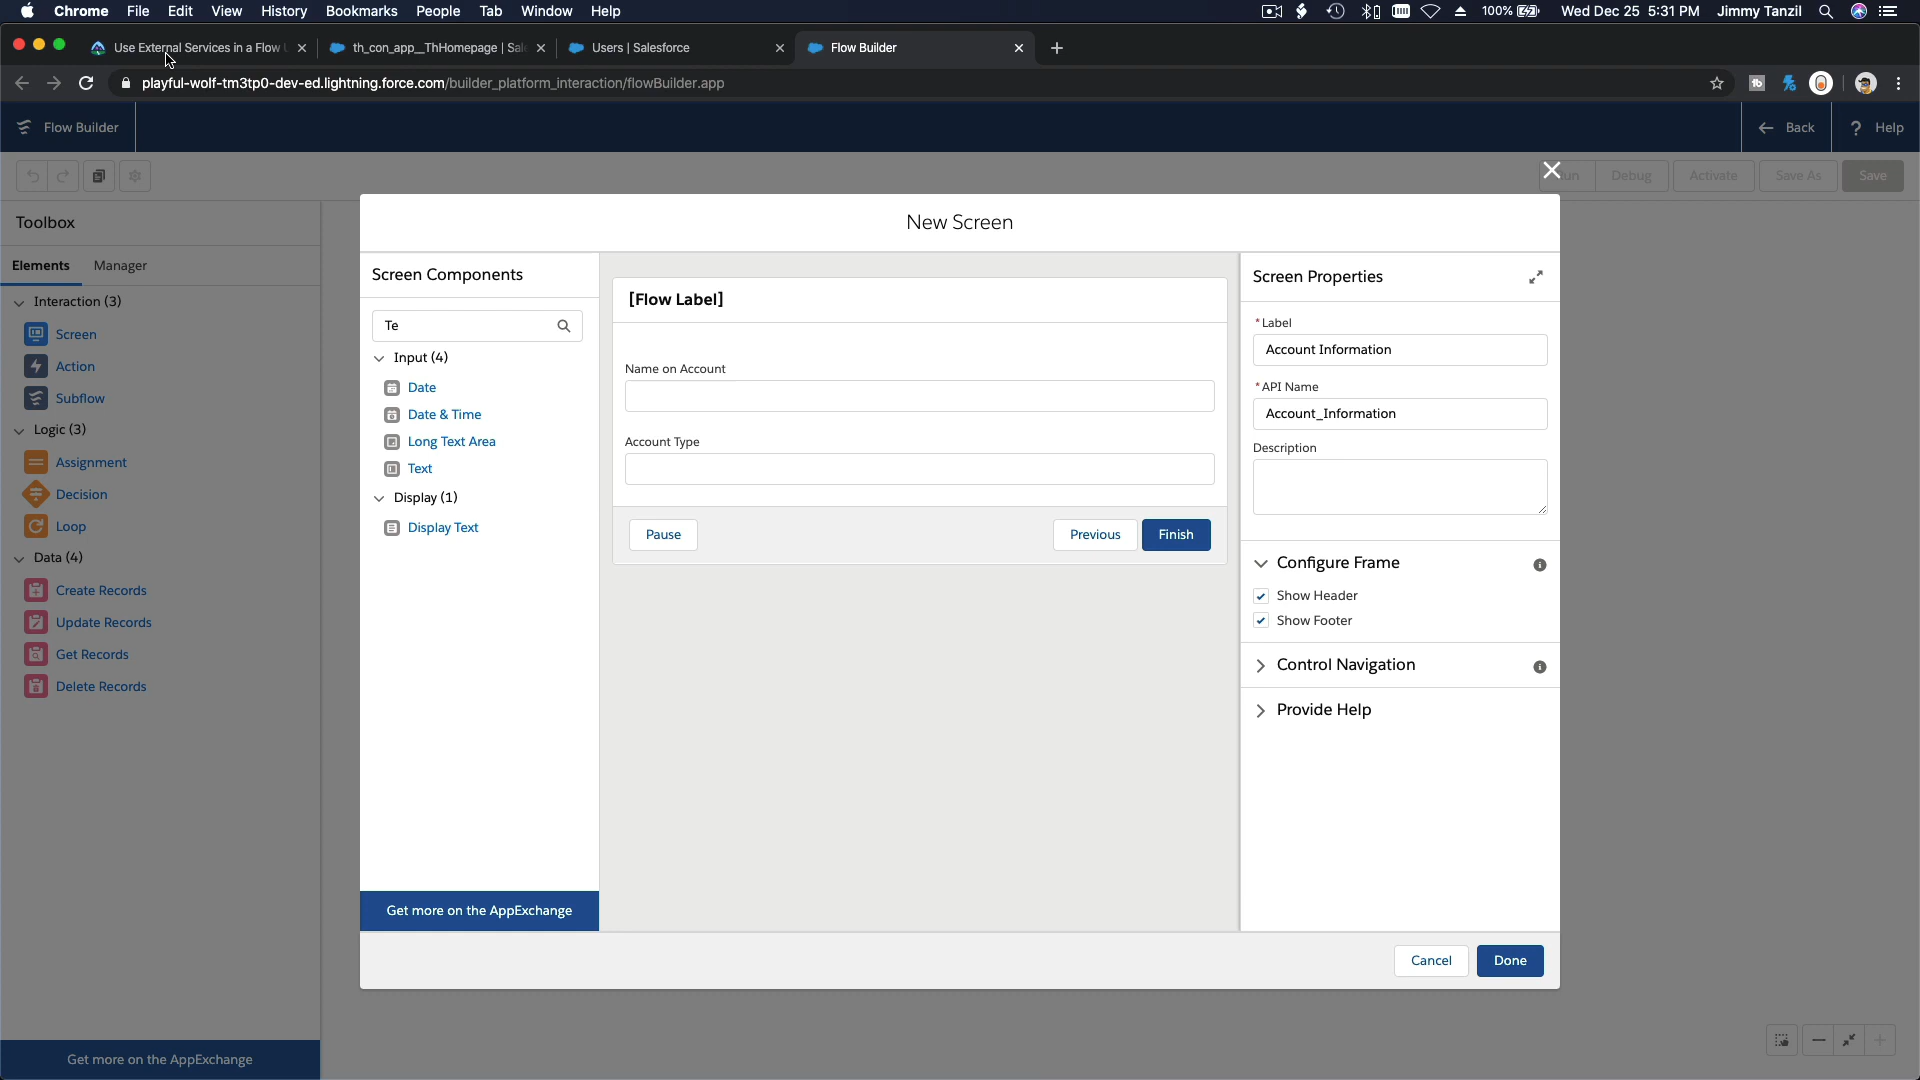 Chrome File Edit View History Bookmarks People Tab Window Help 100% Wed Dec 25 5:31 PM Jimmy Tanzil
Use External Services in a Flow th_con_app__ThHomepage | Sal Users | Salesforce Flow Builder
playful-wolf-tm3tp0-dev-ed.lightning.force.com/builder_platform_interaction/flowBuilder.app
Flow Builder Back ? Help
Debug Activate Save As Save
Toolbox
Elements Manager
Interaction (3)
Screen
Action
Subflow
Logic (3)
Assignment
Decision
Loop
Data (4)
Create Records
Update Records
Get Records
Delete Records
Get more on the AppExchange
New Screen
Screen Components
Te
Input (4)
Date
Date & Time
Long Text Area
Text
Display (1)
Display Text
Get more on the AppExchange
[Flow Label]
Name on Account
Account Type
Pause Previous Finish
Screen Properties
* Label
Account Information
* API Name
Account_Information
Description
Configure Frame
Show Header
Show Footer
Control Navigation
Provide Help
Cancel Done